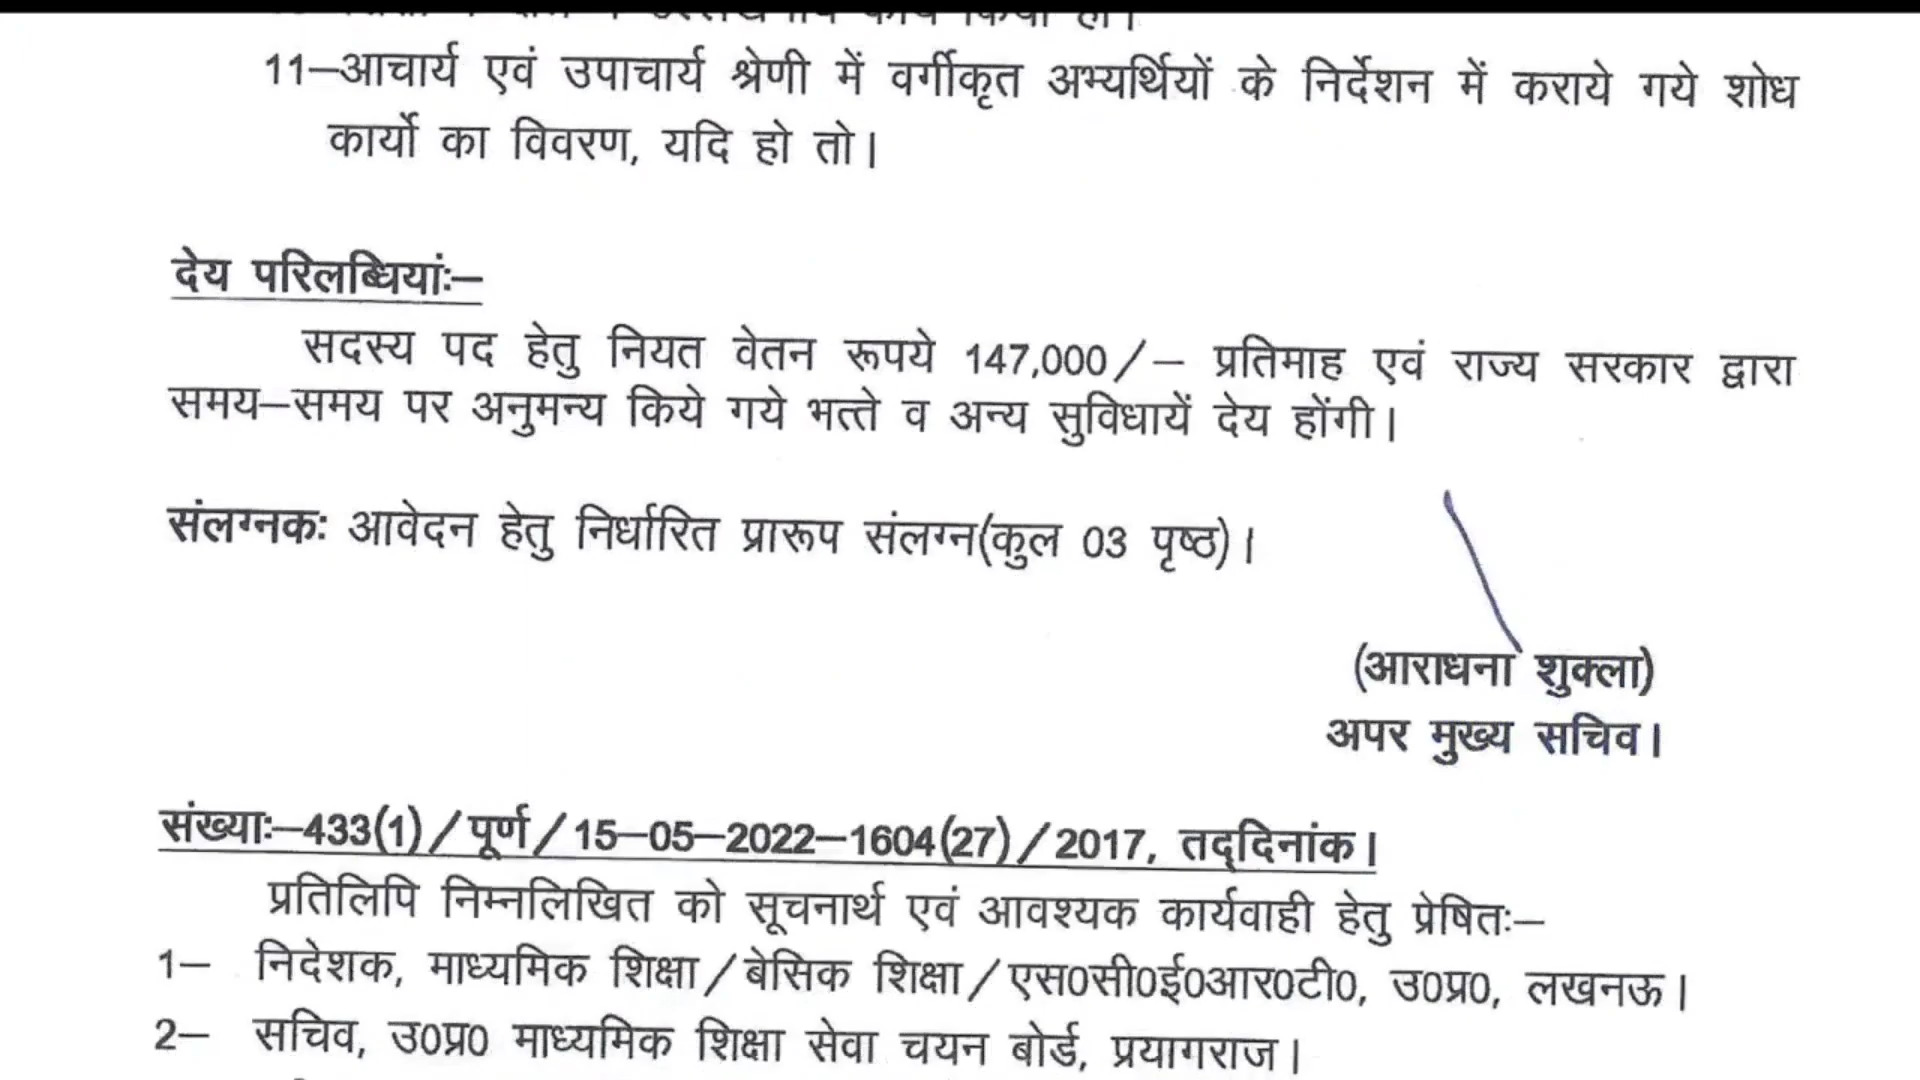 11–आचार्य एवं उपाचार्य श्रेणी में वर्गीकृत अभ्यर्थियों के निर्देशन में कराये गये शोध
कार्यो का विवरण, यदि हो तो।
देय परिलब्धियांः–
सदस्य पद हेतु नियत वेतन रूपये 147,000/– प्रतिमाह एवं राज्य सरकार द्वारा
समय–समय पर अनुमन्य किये गये भत्ते व अन्य सुविधायें देय होंगी।
संलग्नकः आवेदन हेतु निर्धारित प्रारूप संलग्न(कुल 03 पृष्ठ)।
(आराधना शुक्ला)
अपर मुख्य सचिव।
संख्याः–433(1)/पूर्ण/15–05–2022–1604(27)/2017, तद्दिनांक।
प्रतिलिपि निम्नलिखित को सूचनार्थ एवं आवश्यक कार्यवाही हेतु प्रेषितः–
1– निदेशक, माध्यमिक शिक्षा/बेसिक शिक्षा/एस0सी0ई0आर0टी0, उ0प्र0, लखनऊ।
2– सचिव, उ0प्र0 माध्यमिक शिक्षा सेवा चयन बोर्ड, प्रयागराज।